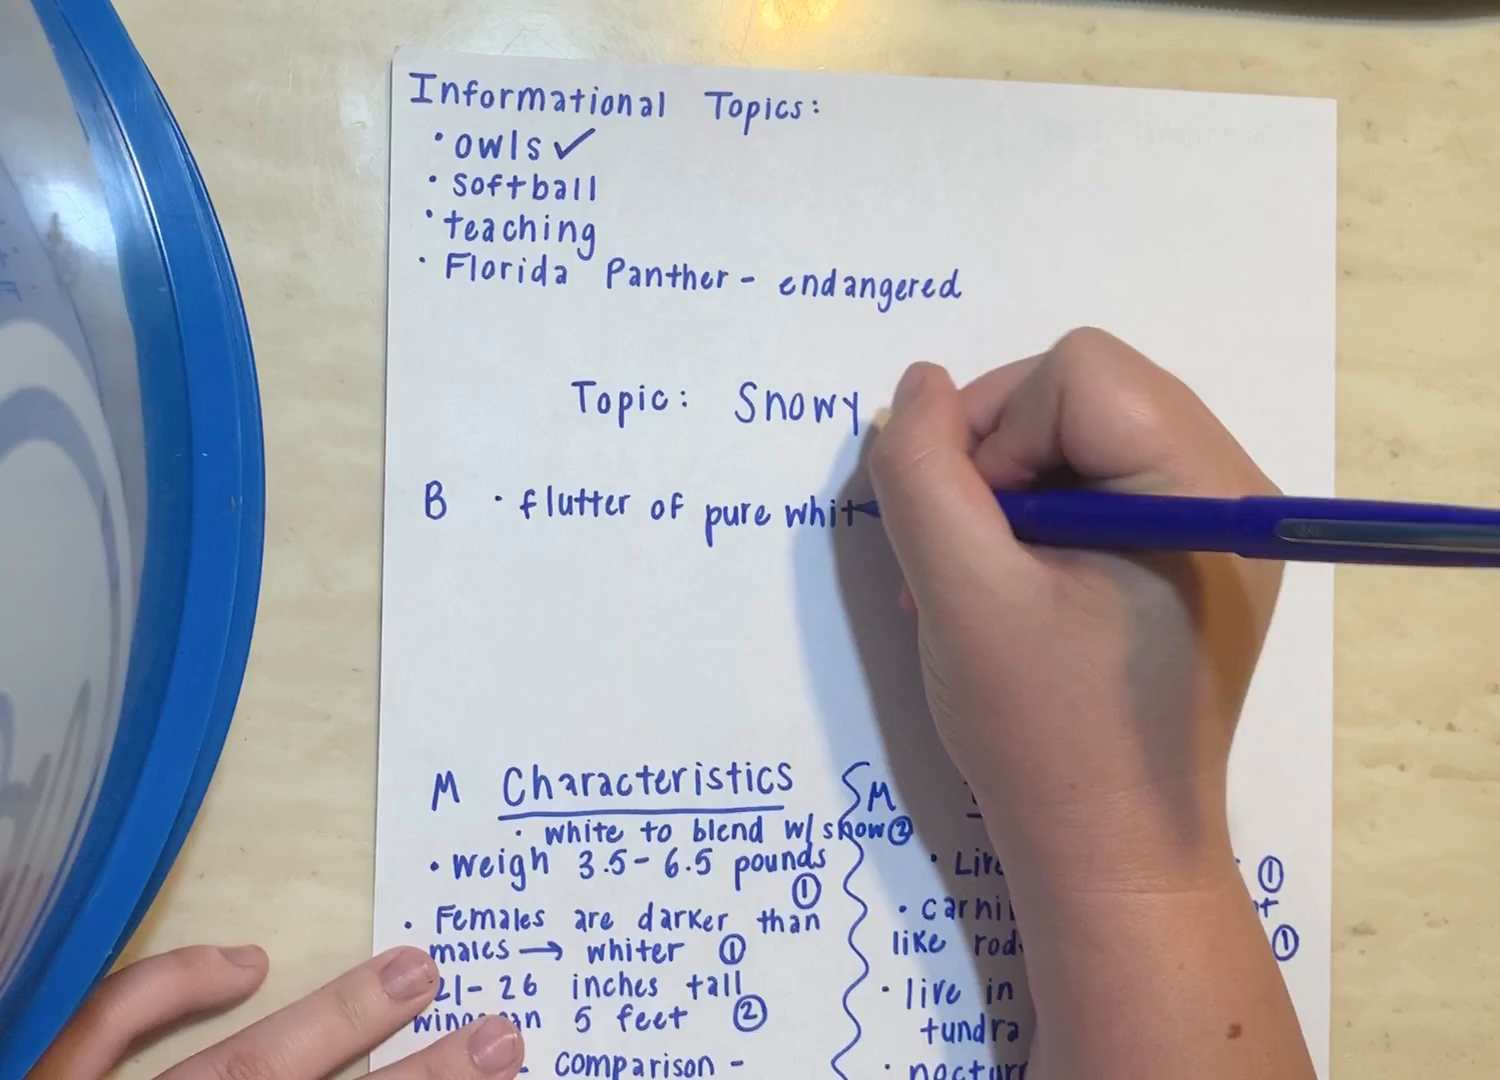 Informational Topics:
• owls ✓
• softball
• teaching
• Florida Panther - endangered
Topic: Snowy
B • flutter of pure whit
M Characteristics
• white to blend w/ snow ②
• weigh 3.5 - 6.5 pounds ①
• Females are darker than
males → whiter ①
21 - 26 inches tall
5 feet ②
comparison -
M
• Live ①
• carni
like rod ①
• live in
tundra
• noctur